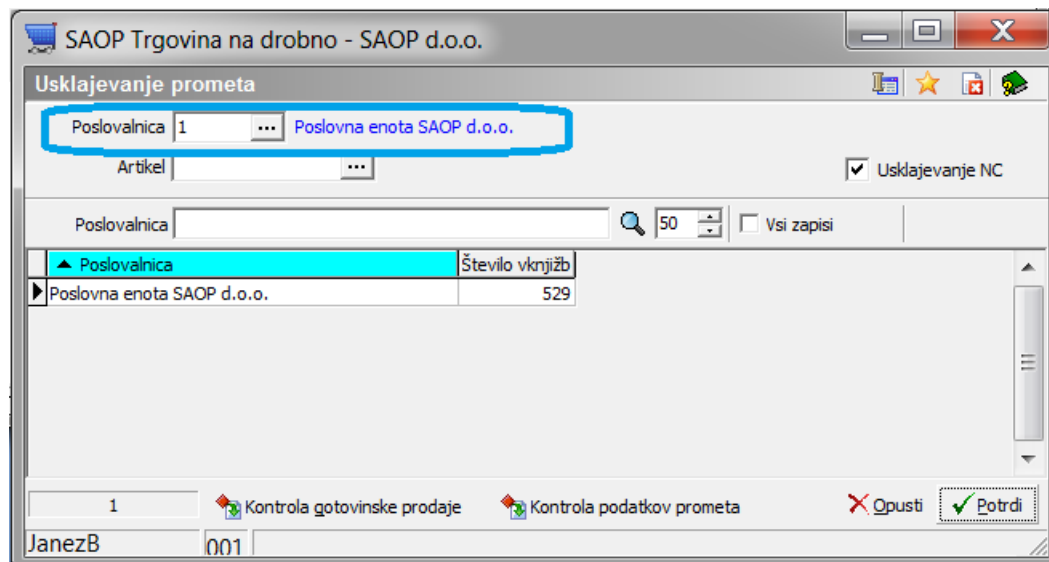 SAOP Trgovina na drobno - SAOP d.o.o.
X
Usklajevanje prometa
Poslovalnica 1 ... Poslovna enota SAOP d.o.o.
Artikel ... Usklajevanje NC
Poslovalnica 50 Vsi zapisi
Poslovalnica Število vknjižb
Poslovna enota SAOP d.o.o. 529
1 Kontrola gotovinske prodaje Kontrola podatkov prometa Opusti Potrdi
JanezB 001